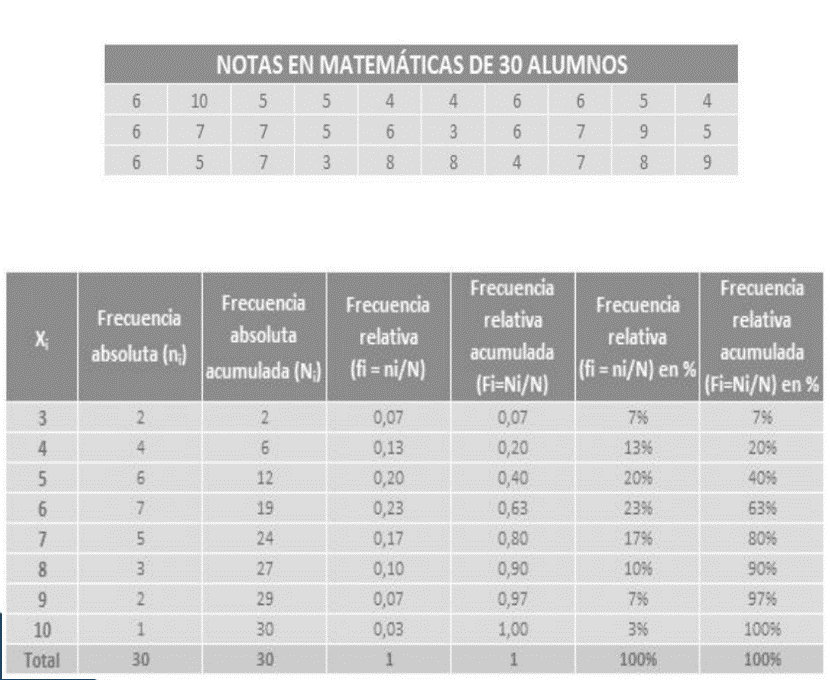 NOTAS EN MATEMÁTICAS DE 30 ALUMNOS
6 10 5 5 4 4 6 6 5 4
6 7 7 5 6 3 6 7 9 5
6 5 7 3 8 8 4 7 8 9
Xi
Frecuencia
absoluta (ni)
Frecuencia
absoluta
acumulada (Ni)
Frecuencia
relativa
(fi = ni/N)
Frecuencia
relativa
acumulada
(Fi=Ni/N)
Frecuencia
relativa
(fi = ni/N) en %
Frecuencia
relativa
acumulada
(Fi=Ni/N) en %
3 2 2 0,07 0,07 7% 7%
4 4 6 0,13 0,20 13% 20%
5 6 12 0,20 0,40 20% 40%
6 7 19 0,23 0,63 23% 63%
7 5 24 0,17 0,80 17% 80%
8 3 27 0,10 0,90 10% 90%
9 2 29 0,07 0,97 7% 97%
10 1 30 0,03 1,00 3% 100%
Total 30 30 1 1 100% 100%